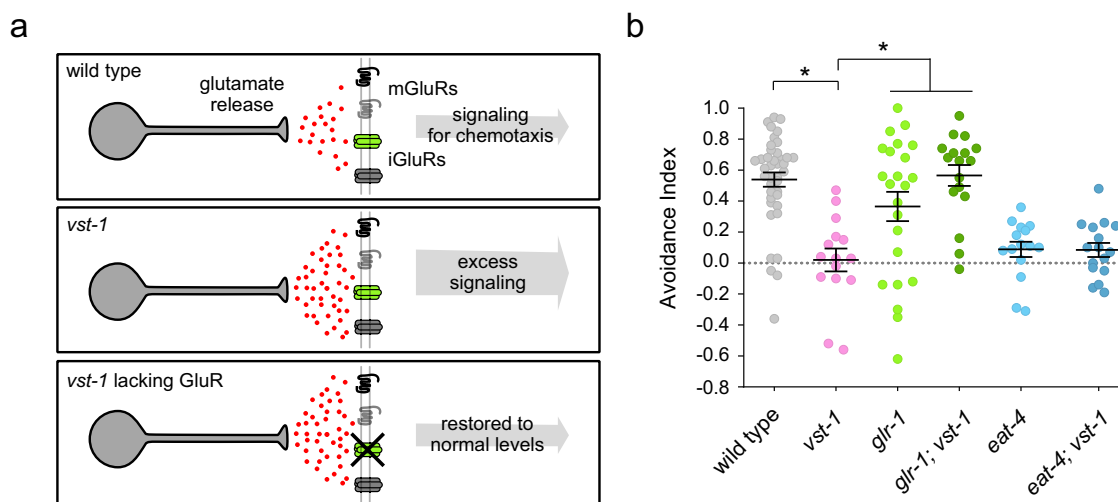 a
wild type
glutamate
release
mGluRs
iGluRs
signaling
for chemotaxis
vst-1
excess
signaling
vst-1 lacking GluR
restored to
normal levels
b
*
*
Avoidance Index
1.0
0.8
0.6
0.4
0.2
0.0
-0.2
-0.4
-0.6
-0.8
wild type
vst-1
glr-1
glr-1; vst-1
eat-4
eat-4; vst-1